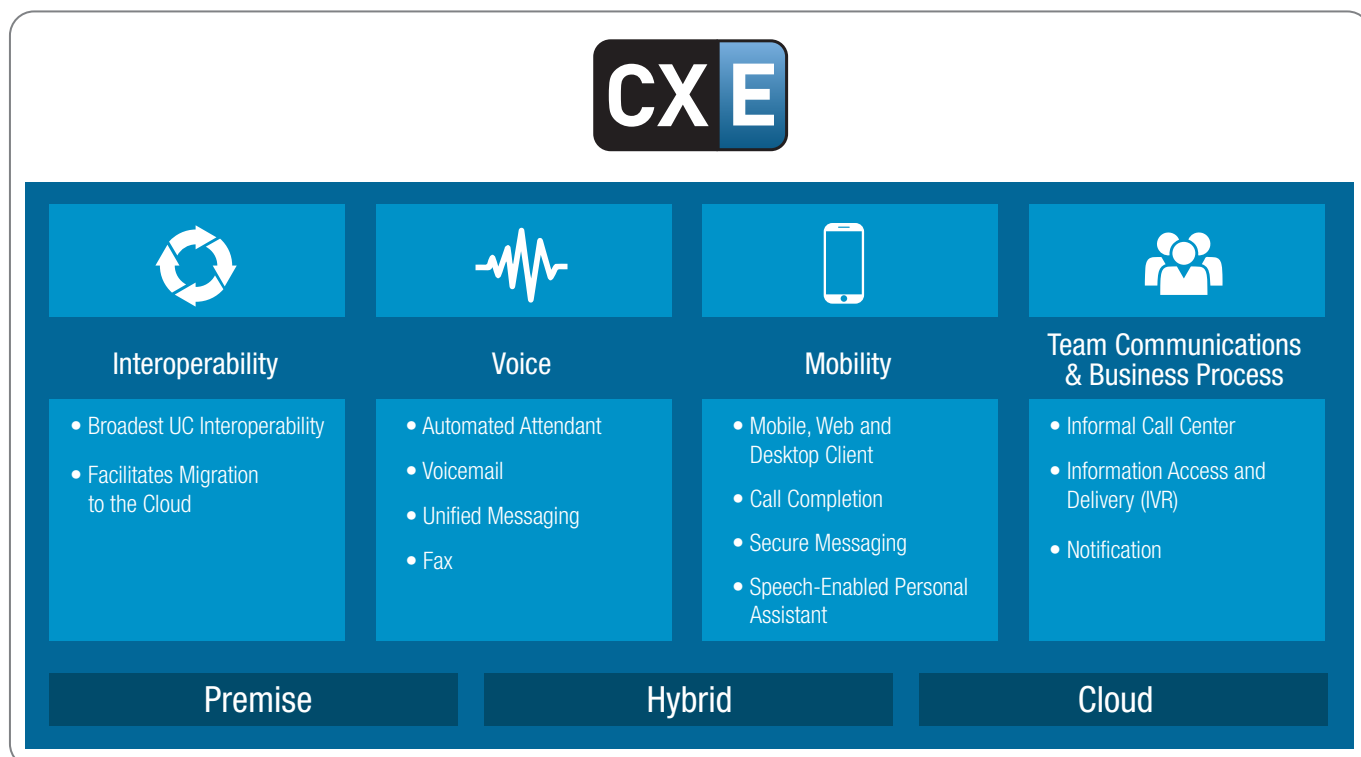 CXE
Interoperability
• Broadest UC Interoperability
• Facilitates Migration
to the Cloud
Voice
• Automated Attendant
• Voicemail
• Unified Messaging
• Fax
Mobility
• Mobile, Web and
Desktop Client
• Call Completion
• Secure Messaging
• Speech-Enabled Personal
Assistant
Team Communications
& Business Process
• Informal Call Center
• Information Access and
Delivery (IVR)
• Notification
Premise
Hybrid
Cloud